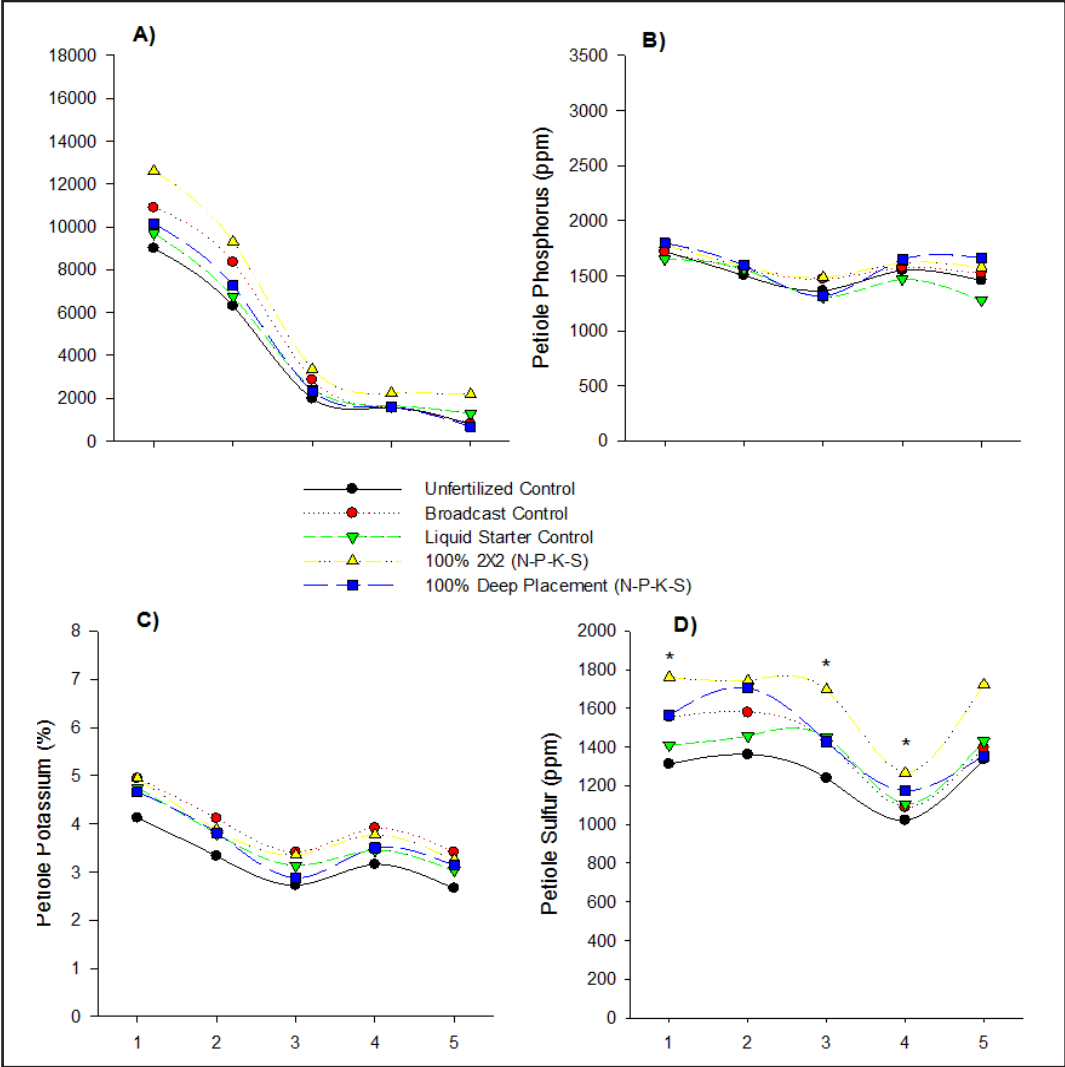 A)
18000
16000
14000
12000
10000
8000
6000
4000
2000
0
B)
Petiole Phosphorus (ppm)
3500
3000
2500
2000
1500
1000
500
0
Unfertilized Control
Broadcast Control
Liquid Starter Control
100% 2X2 (N-P-K-S)
100% Deep Placement (N-P-K-S)
C)
Petiole Potassium (%)
8
7
6
5
4
3
2
1
0
1 2 3 4 5
D)
Petiole Sulfur (ppm)
2000
1800
1600
1400
1200
1000
800
600
400
200
0
* * *
1 2 3 4 5